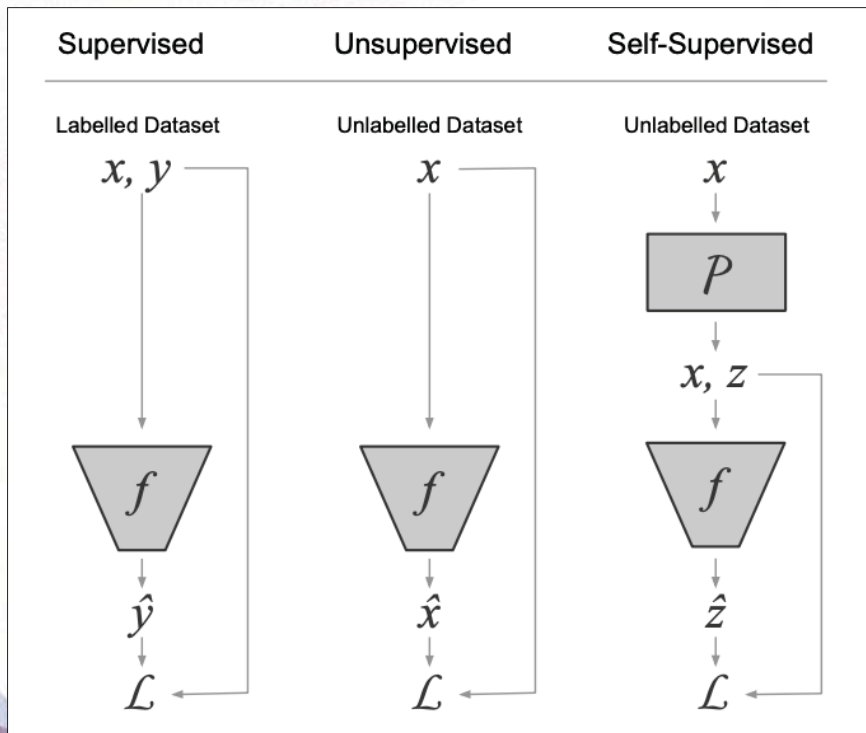 Supervised Unsupervised Self-Supervised
Labelled Dataset Unlabelled Dataset Unlabelled Dataset
x, y x x
P
x, z
f f f
ŷ x̂ ẑ
ℒ ℒ ℒ